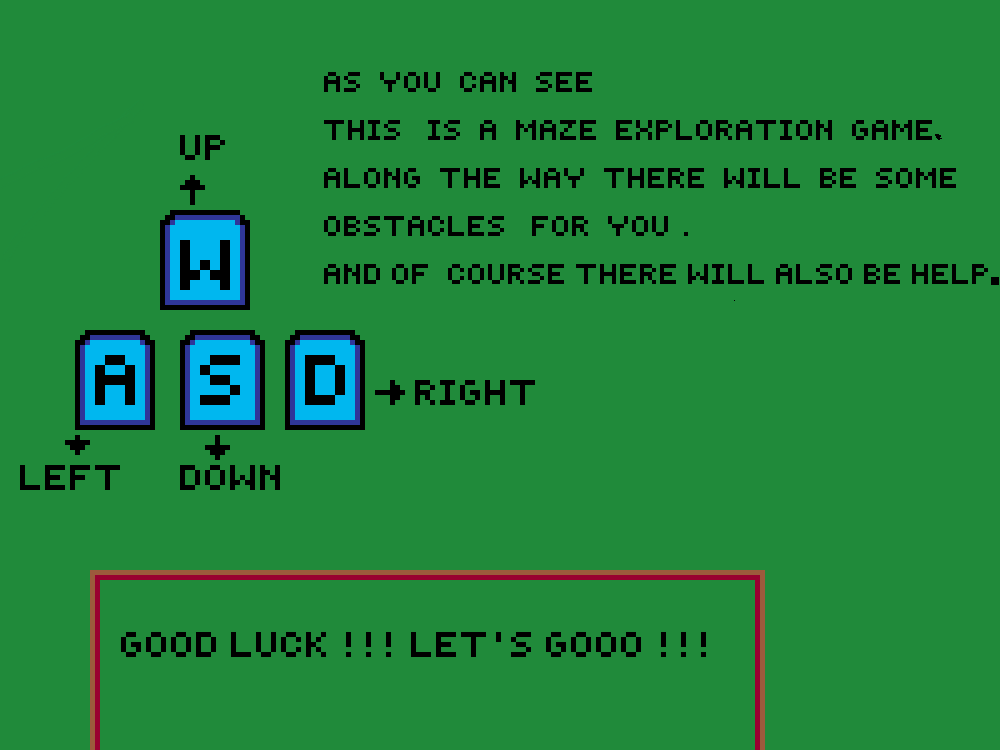 AS YOU CAN SEE
THIS IS A MAZE EXPLORATION GAME.
ALONG THE WAY THERE WILL BE SOME
OBSTACLES FOR YOU .
AND OF COURSE THERE WILL ALSO BE HELP.
UP
W
A S D
RIGHT
LEFT DOWN
GOOD LUCK !!! LET'S GOOO !!!